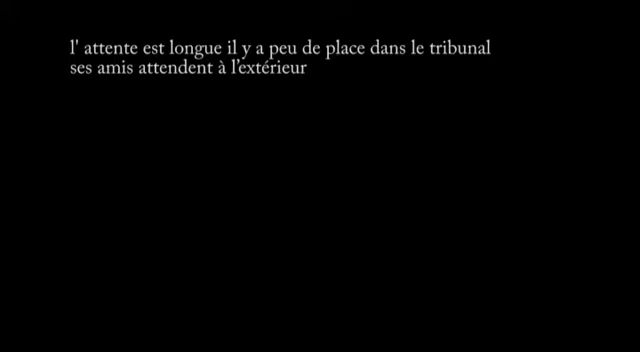 l' attente est longue il y a peu de place dans le tribunal
ses amis attendent à l’extérieur